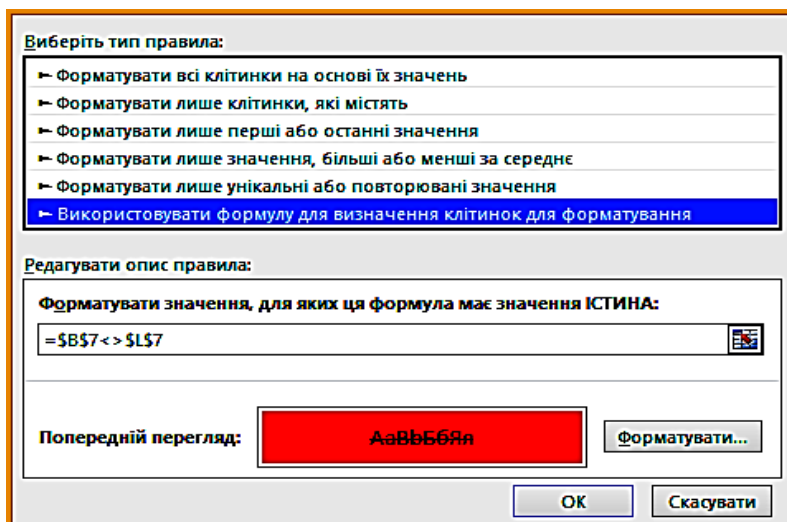 Виберіть тип правила:
► Форматувати всі клітинки на основі їх значень
► Форматувати лише клітинки, які містять
► Форматувати лише перші або останні значення
► Форматувати лише значення, більші або менші за середнє
► Форматувати лише унікальні або повторювані значення
► Використовувати формулу для визначення клітинок для форматування
Редагувати опис правила:
Форматувати значення, для яких ця формула має значення ІСТИНА:
=$B$7<>$L$7
Попередній перегляд:
АаВbБбЯя
Форматувати...
ОК
Скасувати